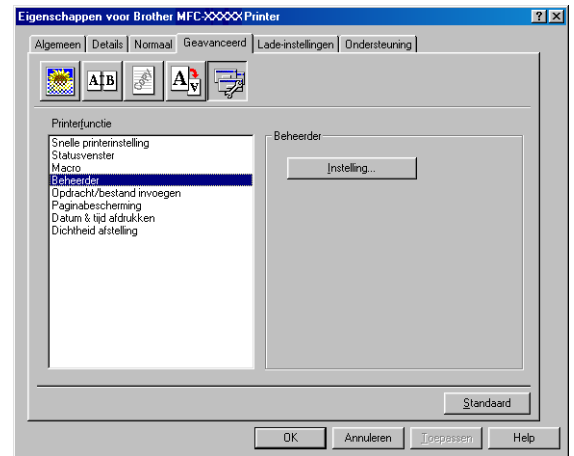 Eigenschappen voor Brother MFC-XXXXX Printer
Algemeen Details Normaal Geavanceerd Lade-instellingen Ondersteuning
A B
A A
Printerfunctie
Snelle printerinstelling
Statusvenster
Macro
Beheerder
Opdracht/bestand invoegen
Paginabescherming
Datum & tijd afdrukken
Dichtheid afstelling
Beheerder
Instelling...
Standaard
OK Annuleren Toepassen Help